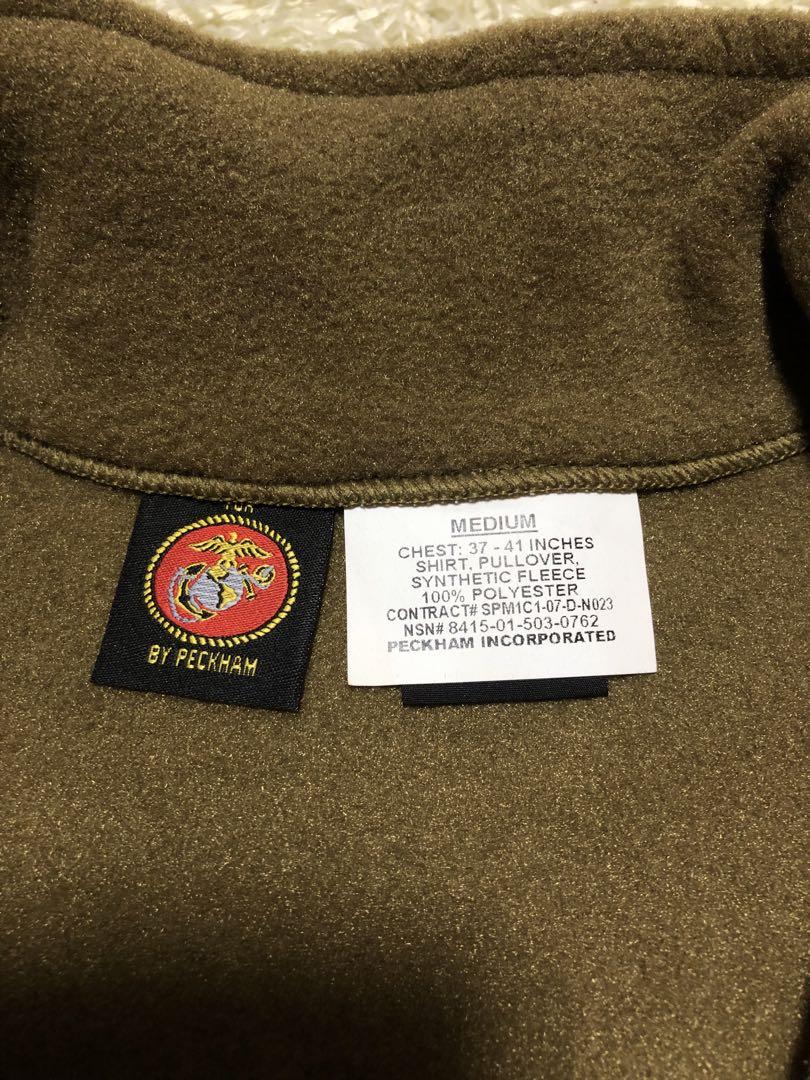 BY PECKHAM
MEDIUM
CHEST: 37 - 41 INCHES
SHIRT, PULLOVER,
SYNTHETIC FLEECE
100% POLYESTER
CONTRACT# SPM1C1-07-D-N023
NSN# 8415-01-503-0762
PECKHAM INCORPORATED